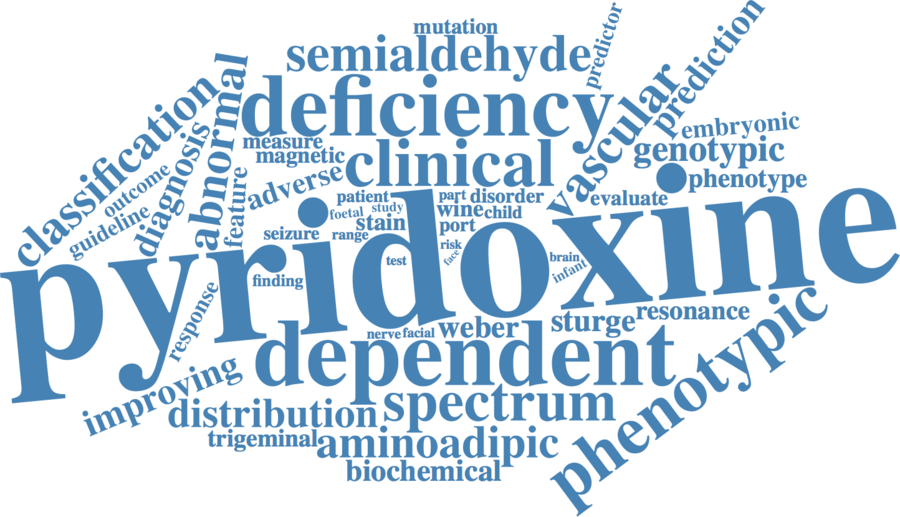 mutation
semialdehyde
predictor
prediction
deficiency
vascular
classification
abnormal
diagnosis
outcome
guideline
feature
measure
magnetic
adverse
clinical
embryonic
genotypic
phenotype
evaluate
patient
part
disorder
foetal
study
wine
child
stain
port
seizure
range
risk
face
test
brain
infant
finding
pyridoxine
response
nerve
facial
weber
sturge
resonance
dependent
phenotypic
improving
distribution
spectrum
trigeminal
aminoadipic
biochemical